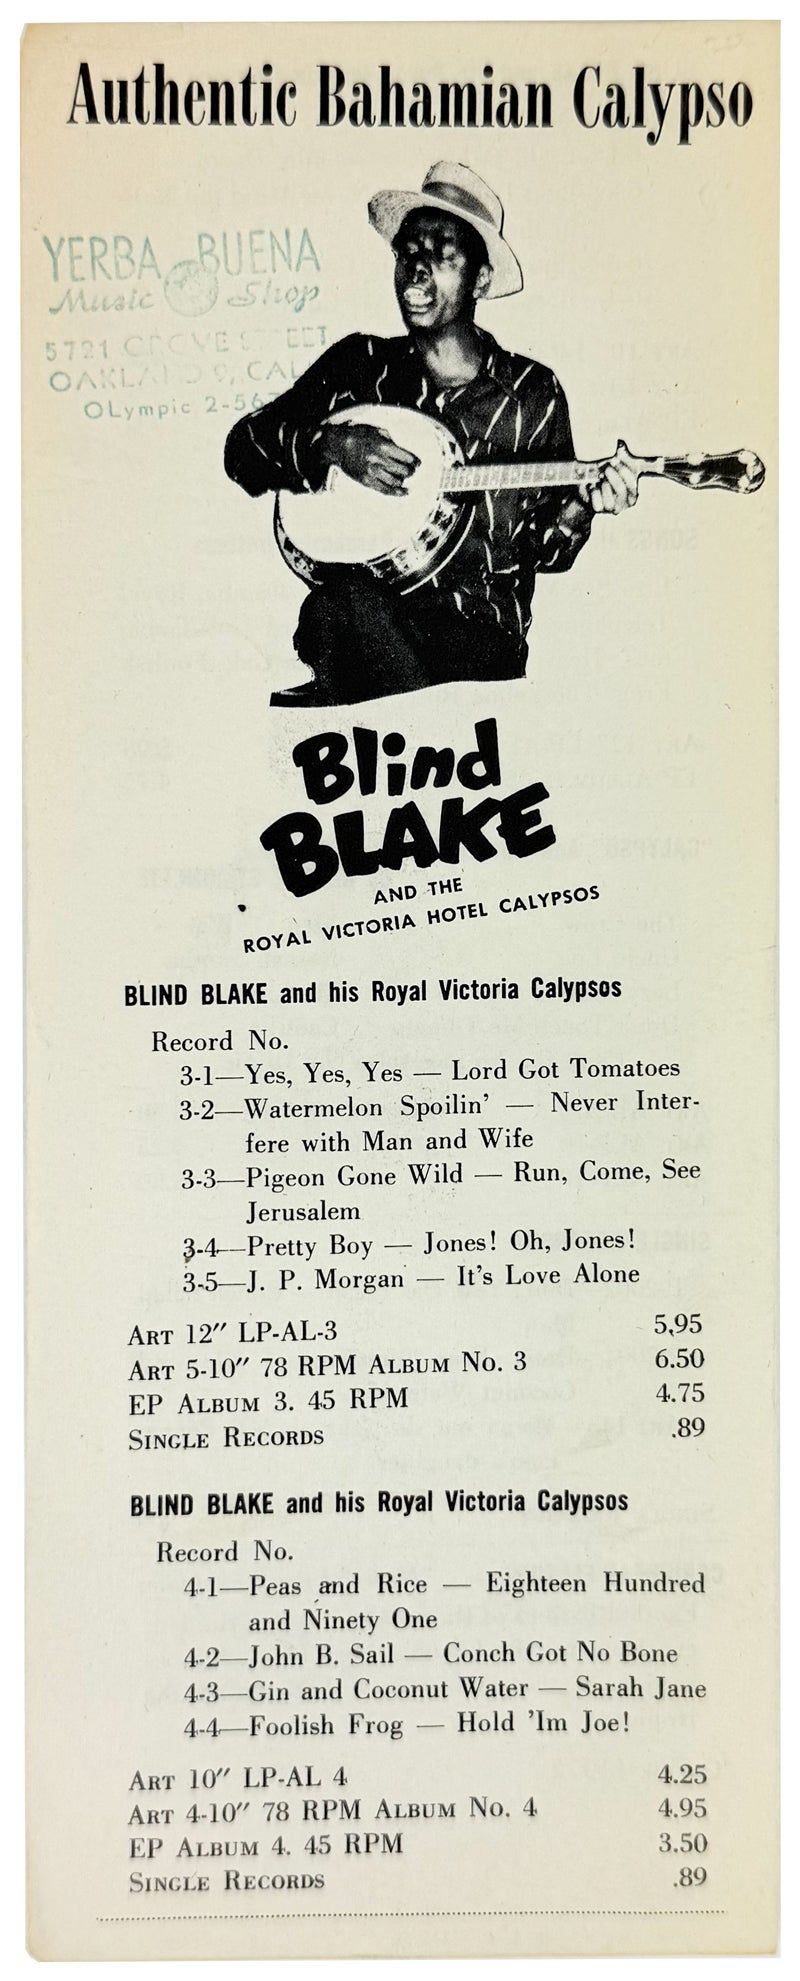 Authentic Bahamian Calypso
YERBA BUENA
Music Shop
5721 GROVE STREET
OAKLAND 9, CAL
OLympic 2-567
Blind
BLAKE
AND THE
ROYAL VICTORIA HOTEL CALYPSOS
BLIND BLAKE and his Royal Victoria Calypsos
Record No.
3-1—Yes, Yes, Yes — Lord Got Tomatoes
3-2—Watermelon Spoilin' — Never Inter-
fere with Man and Wife
3-3—Pigeon Gone Wild — Run, Come, See
Jerusalem
3-4—Pretty Boy — Jones! Oh, Jones!
3-5—J. P. Morgan — It's Love Alone
ART 12" LP-AL-3 5,95
ART 5-10" 78 RPM ALBUM No. 3 6.50
EP ALBUM 3. 45 RPM 4.75
SINGLE RECORDS .89
BLIND BLAKE and his Royal Victoria Calypsos
Record No.
4-1—Peas and Rice — Eighteen Hundred
and Ninety One
4-2—John B. Sail — Conch Got No Bone
4-3—Gin and Coconut Water — Sarah Jane
4-4—Foolish Frog — Hold 'Im Joe!
ART 10" LP-AL 4 4.25
ART 4-10" 78 RPM ALBUM No. 4 4.95
EP ALBUM 4. 45 RPM 3.50
SINGLE RECORDS .89